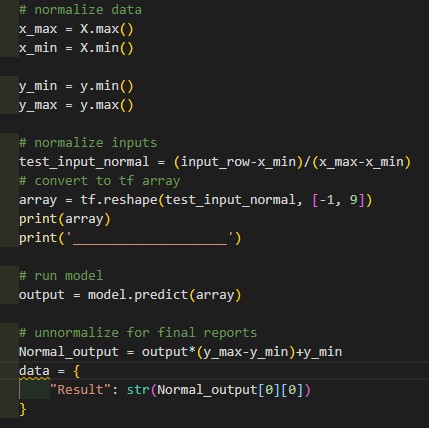 # normalize data
x_max = X.max()
x_min = X.min()
y_min = y.min()
y_max = y.max()
# normalize inputs
test_input_normal = (input_row-x_min)/(x_max-x_min)
# convert to tf array
array = tf.reshape(test_input_normal, [-1, 9])
print(array)
print('____________________')
# run model
output = model.predict(array)
# unnormalize for final reports
Normal_output = output*(y_max-y_min)+y_min
data = {
    "Result": str(Normal_output[0][0])
}